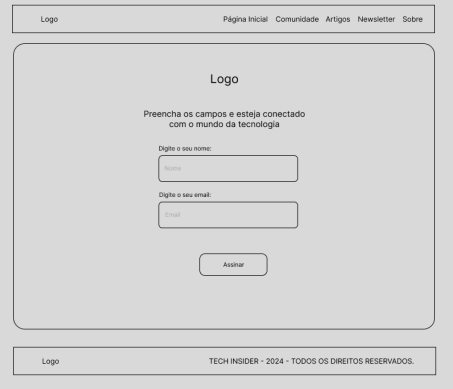 Logo
Página Inicial Comunidade Artigos Newsletter Sobre
Logo
Preencha os campos e esteja conectado
com o mundo da tecnologia
Digite o seu nome:
Nome
Digite o seu email:
Email
Assinar
Logo
TECH INSIDER - 2024 - TODOS OS DIREITOS RESERVADOS.